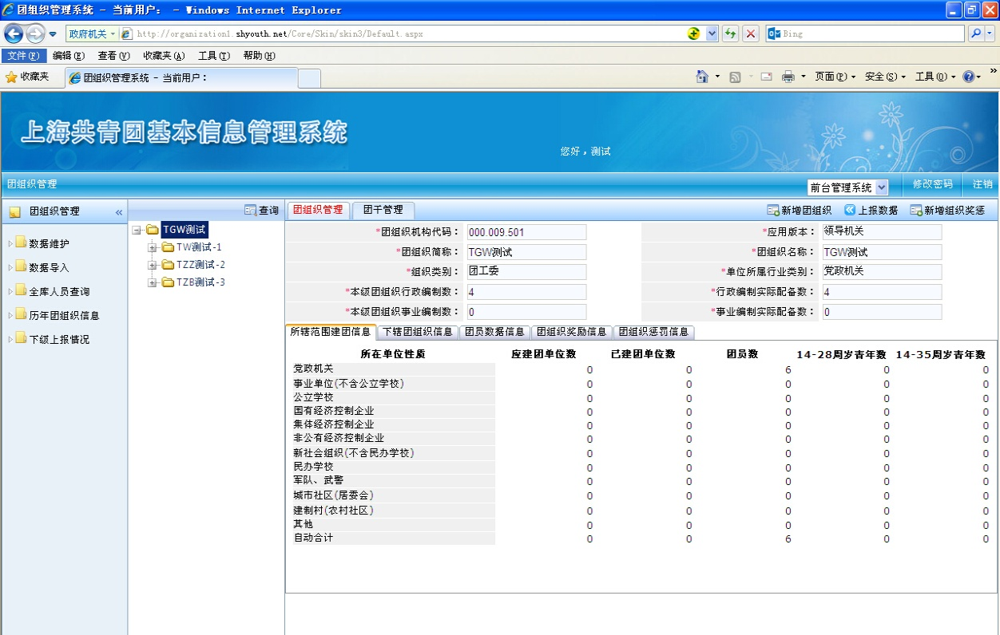 团组织管理系统 - 当前用户: - Windows Internet Explorer
政府机关 http://organization1.shyouth.net/Core/Skin/skin3/Default.aspx Bing
文件(F) 编辑(E) 查看(V) 收藏夹(A) 工具(T) 帮助(H)
收藏夹 团组织管理系统 - 当前用户: 页面(P) 安全(S) 工具(O) »
上海共青团基本信息管理系统
您好，测试
团组织管理 前台管理系统 修改密码 注销
团组织管理 « 查询 团组织管理 团干管理 新增团组织 上报数据 新增组织奖惩
数据维护
数据导入
全库人员查询
历年团组织信息
下级上报情况
TGW测试
TW测试-1
TZZ测试-2
TZB测试-3
*团组织机构代码： 000.009.501 *应用版本： 领导机关
*团组织简称： TGW测试 *团组织名称： TGW测试
*组织类别： 团工委 *单位所属行业类别： 党政机关
*本级团组织行政编制数： 4 *行政编制实际配备数： 4
*本级团组织事业编制数： 0 *事业编制实际配备数： 0
所辖范围建团信息 下辖团组织信息 团员数据信息 团组织奖励信息 团组织惩罚信息
所在单位性质 应建团单位数 已建团单位数 团员数 14-28周岁青年数 14-35周岁青年数
党政机关 0 0 6 0 0
事业单位(不含公立学校) 0 0 0 0 0
公立学校 0 0 0 0 0
国有经济控制企业 0 0 0 0 0
集体经济控制企业 0 0 0 0 0
非公有经济控制企业 0 0 0 0 0
新社会组织(不含民办学校) 0 0 0 0 0
民办学校 0 0 0 0 0
军队、武警 0 0 0 0 0
城市社区(居委会) 0 0 0 0 0
建制村(农村社区) 0 0 0 0 0
其他 0 0 0 0 0
自动合计 0 0 6 0 0